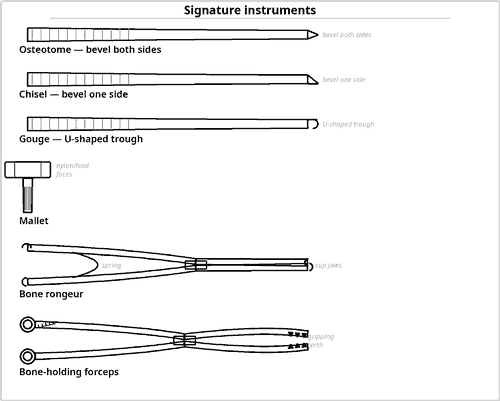 Signature instruments
bevel both sides
Osteotome — bevel both sides
bevel one side
Chisel — bevel one side
U-shaped trough
Gouge — U-shaped trough
nylon/lead
faces
Mallet
spring
cup jaws
Bone rongeur
gripping
teeth
Bone-holding forceps